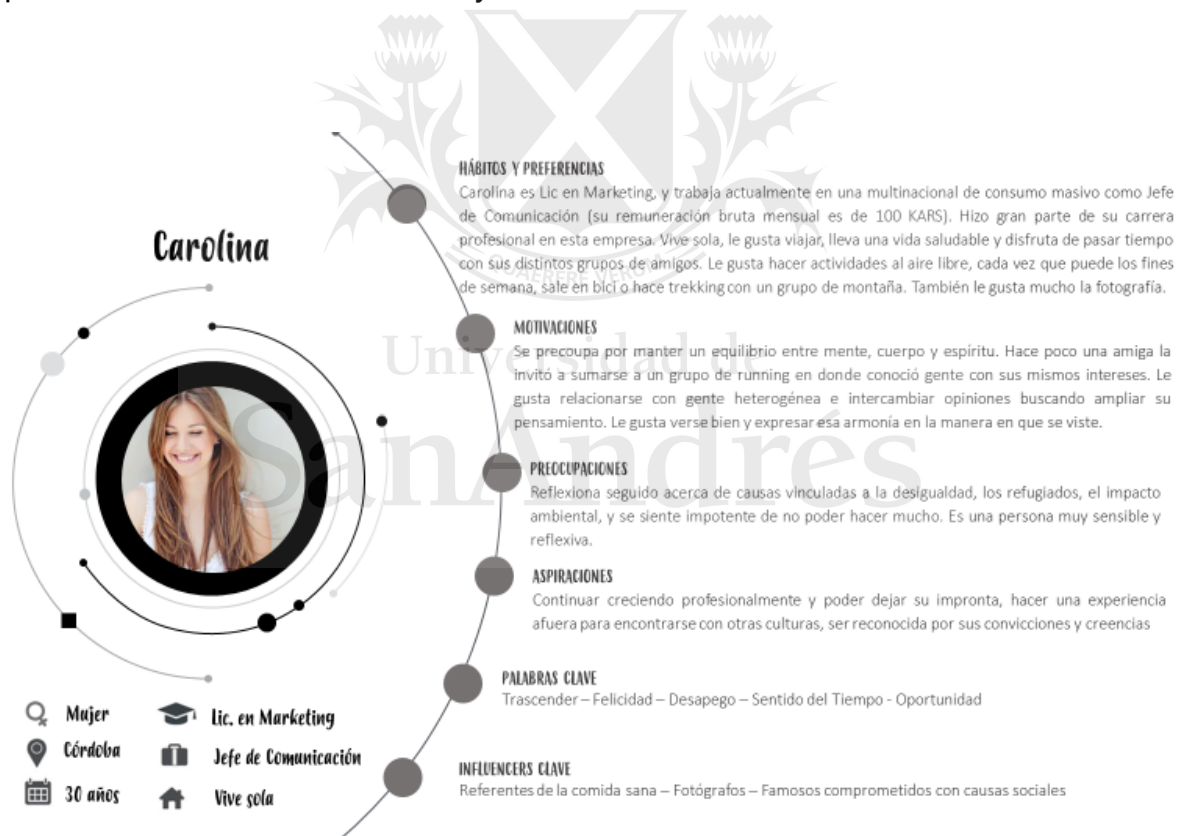 Carolina
Mujer
Córdoba
30 años
Lic. en Marketing
Jefe de Comunicación
Vive sola
HÁBITOS Y PREFERENCIAS
Carolina es Lic en Marketing, y trabaja actualmente en una multinacional de consumo masivo como Jefe
de Comunicación (su remuneración bruta mensual es de 100 KARS). Hizo gran parte de su carrera
profesional en esta empresa. Vive sola, le gusta viajar, lleva una vida saludable y disfruta de pasar tiempo
con sus distintos grupos de amigos. Le gusta hacer actividades al aire libre, cada vez que puede los fines
de semana, sale en bici o hace trekking con un grupo de montaña. También le gusta mucho la fotografía.
MOTIVACIONES
Se preocupa por manter un equilibrio entre mente, cuerpo y espíritu. Hace poco una amiga la
invitó a sumarse a un grupo de running en donde conoció gente con sus mismos intereses. Le
gusta relacionarse con gente heterogénea e intercambiar opiniones buscando ampliar su
pensamiento. Le gusta verse bien y expresar esa armonía en la manera en que se viste.
PREOCUPACIONES
Reflexiona seguido acerca de causas vinculadas a la desigualdad, los refugiados, el impacto
ambiental, y se siente impotente de no poder hacer mucho. Es una persona muy sensible y
reflexiva.
ASPIRACIONES
Continuar creciendo profesionalmente y poder dejar su impronta, hacer una experiencia
afuera para encontrarse con otras culturas, ser reconocida por sus convicciones y creencias
PALABRAS CLAVE
Trascender – Felicidad – Desapego – Sentido del Tiempo - Oportunidad
INFLUENCERS CLAVE
Referentes de la comida sana – Fotógrafos – Famosos comprometidos con causas sociales
QUAERERE VERUM
Universidad de
SanAndrés